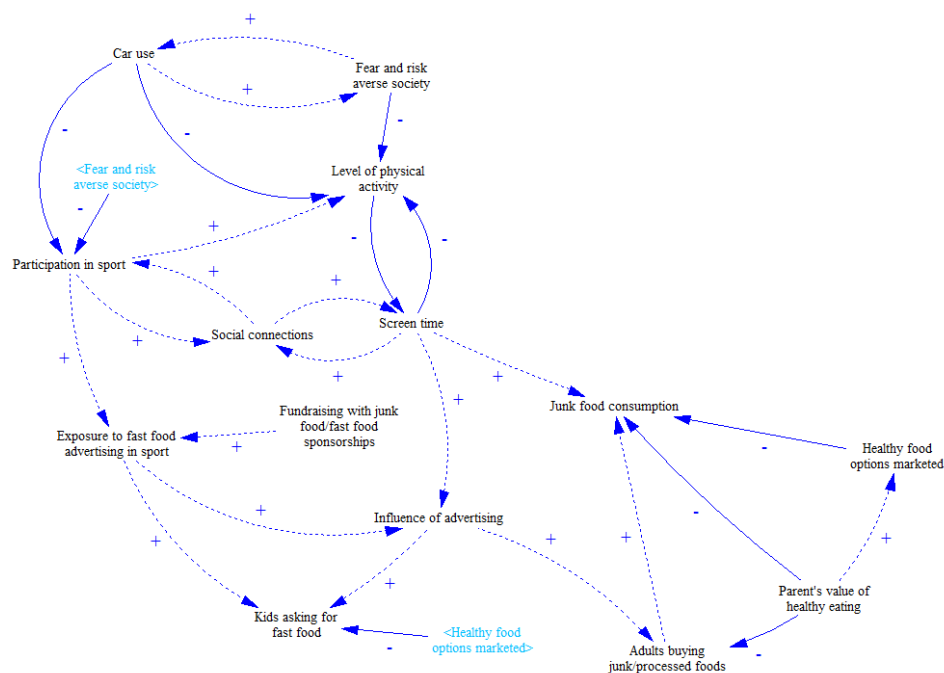 +
Car use
Fear and risk
averse society
+
-
-
-
<Fear and risk
averse society>
Level of physical
activity
-
+
-
-
Participation in sport
+
+
Social connections
Screen time
+
+
+
+
+
Junk food consumption
Fundraising with junk
food/fast food
sponsorships
Exposure to fast food
advertising in sport
+
-
Healthy food
options marketed
Influence of advertising
-
+
+
+
+
+
+
Parent's value of
healthy eating
Kids asking for
fast food
<Healthy food
options marketed>
-
Adults buying
junk/processed foods
-